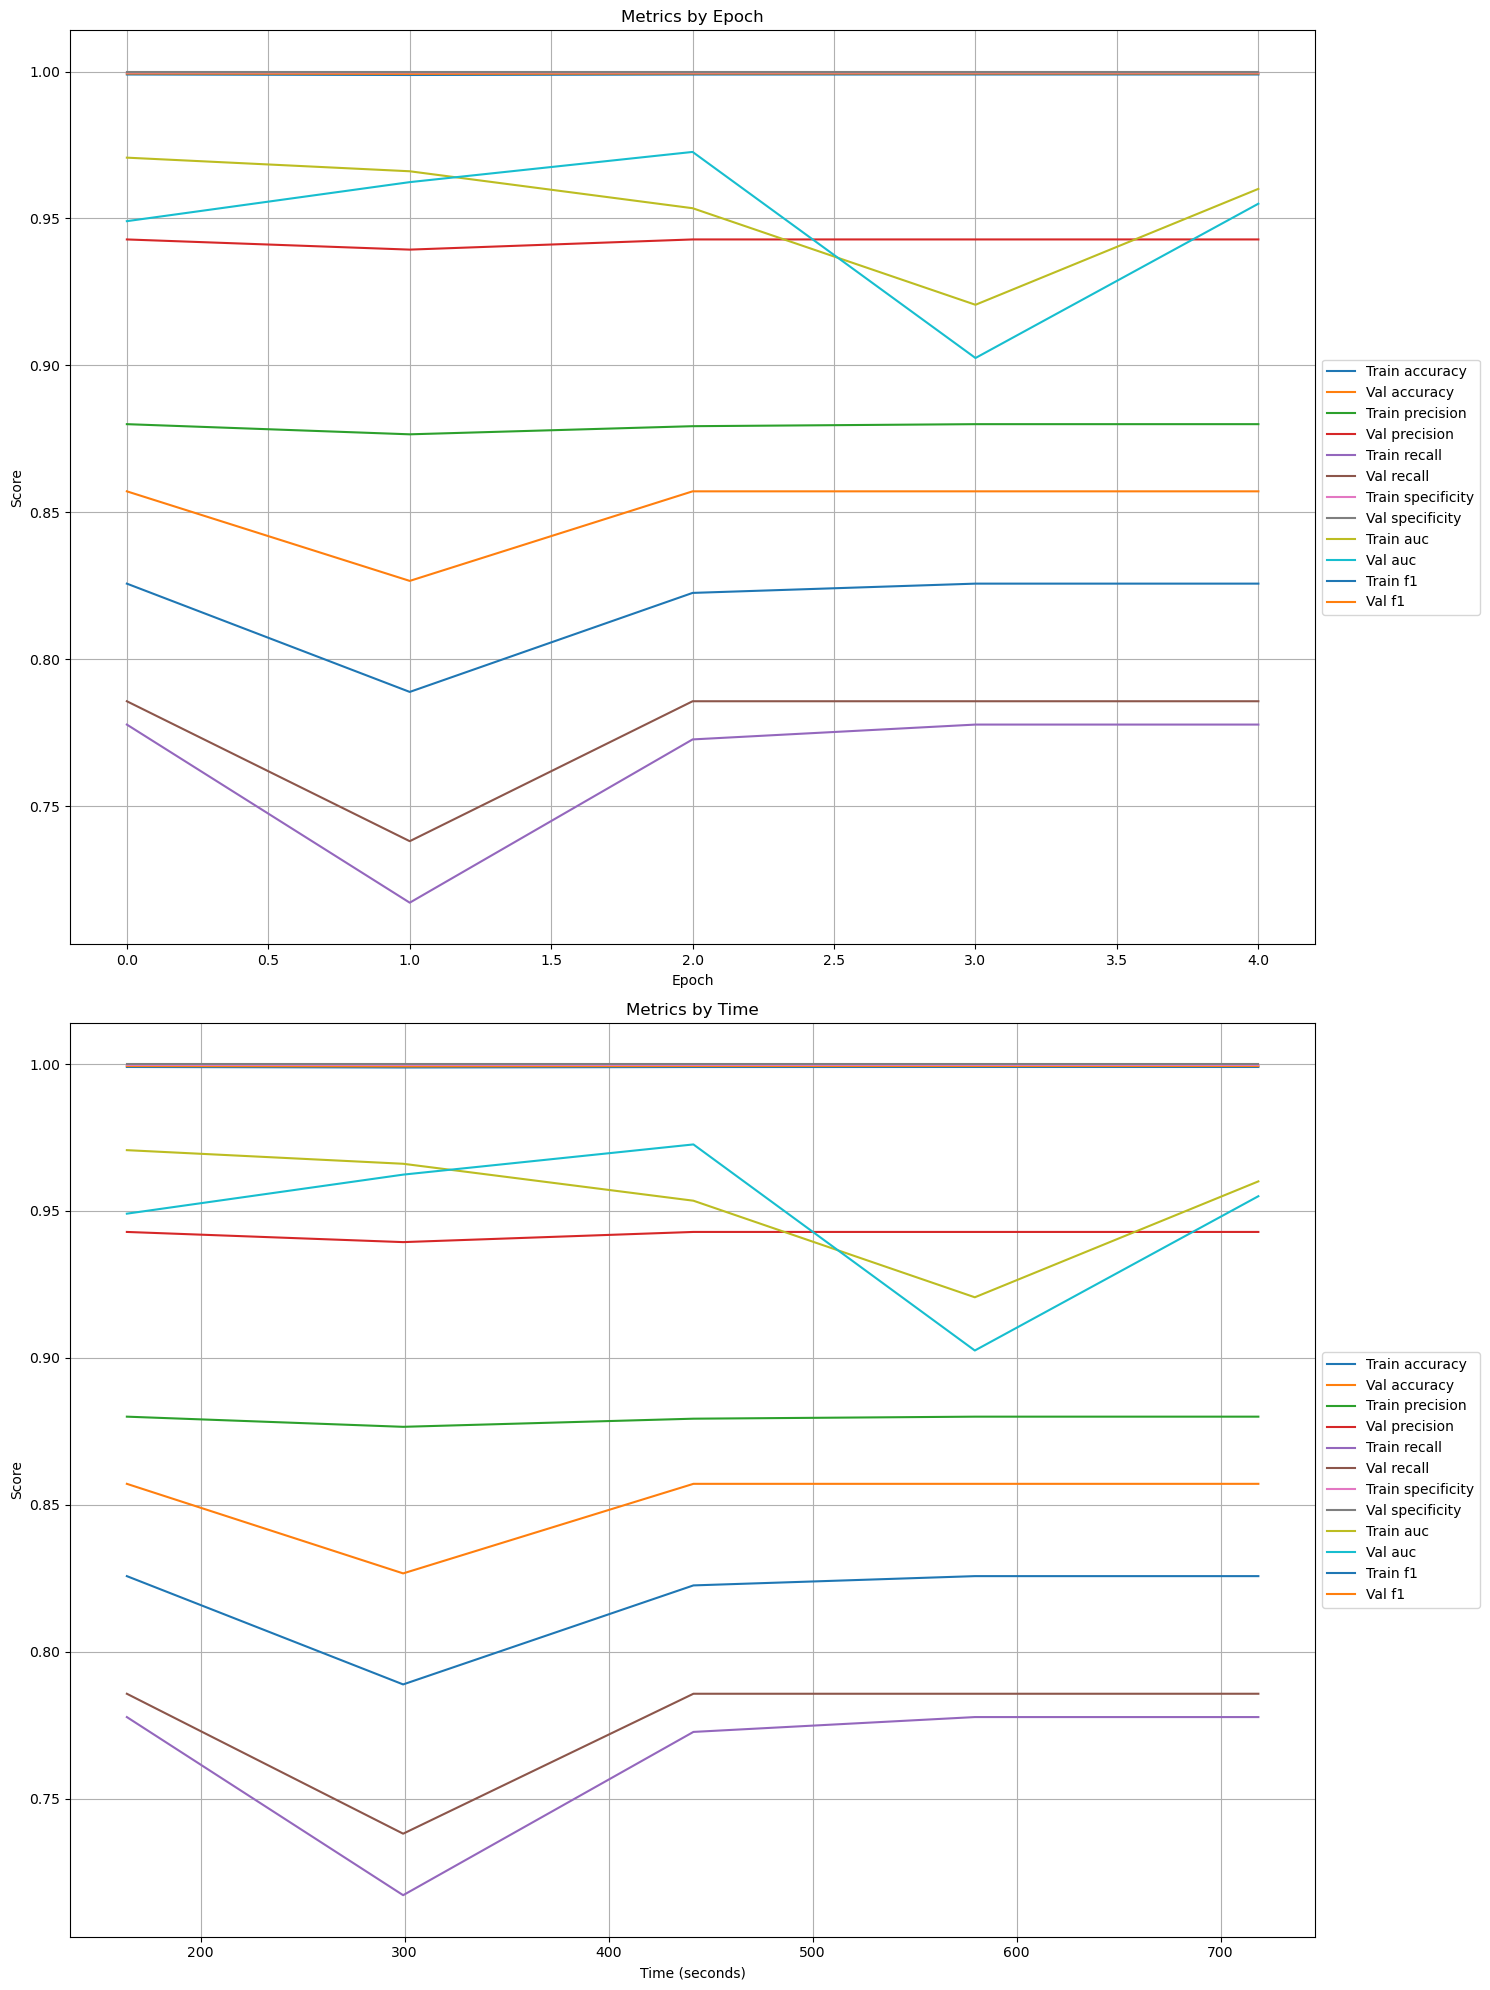 Metrics by Epoch
1.00
0.95
0.90
0.85
0.80
0.75
Score
0.0 0.5 1.0 1.5 2.0 2.5 3.0 3.5 4.0
Epoch
Train accuracy
Val accuracy
Train precision
Val precision
Train recall
Val recall
Train specificity
Val specificity
Train auc
Val auc
Train f1
Val f1
Metrics by Time
1.00
0.95
0.90
0.85
0.80
0.75
Score
200 300 400 500 600 700
Time (seconds)
Train accuracy
Val accuracy
Train precision
Val precision
Train recall
Val recall
Train specificity
Val specificity
Train auc
Val auc
Train f1
Val f1